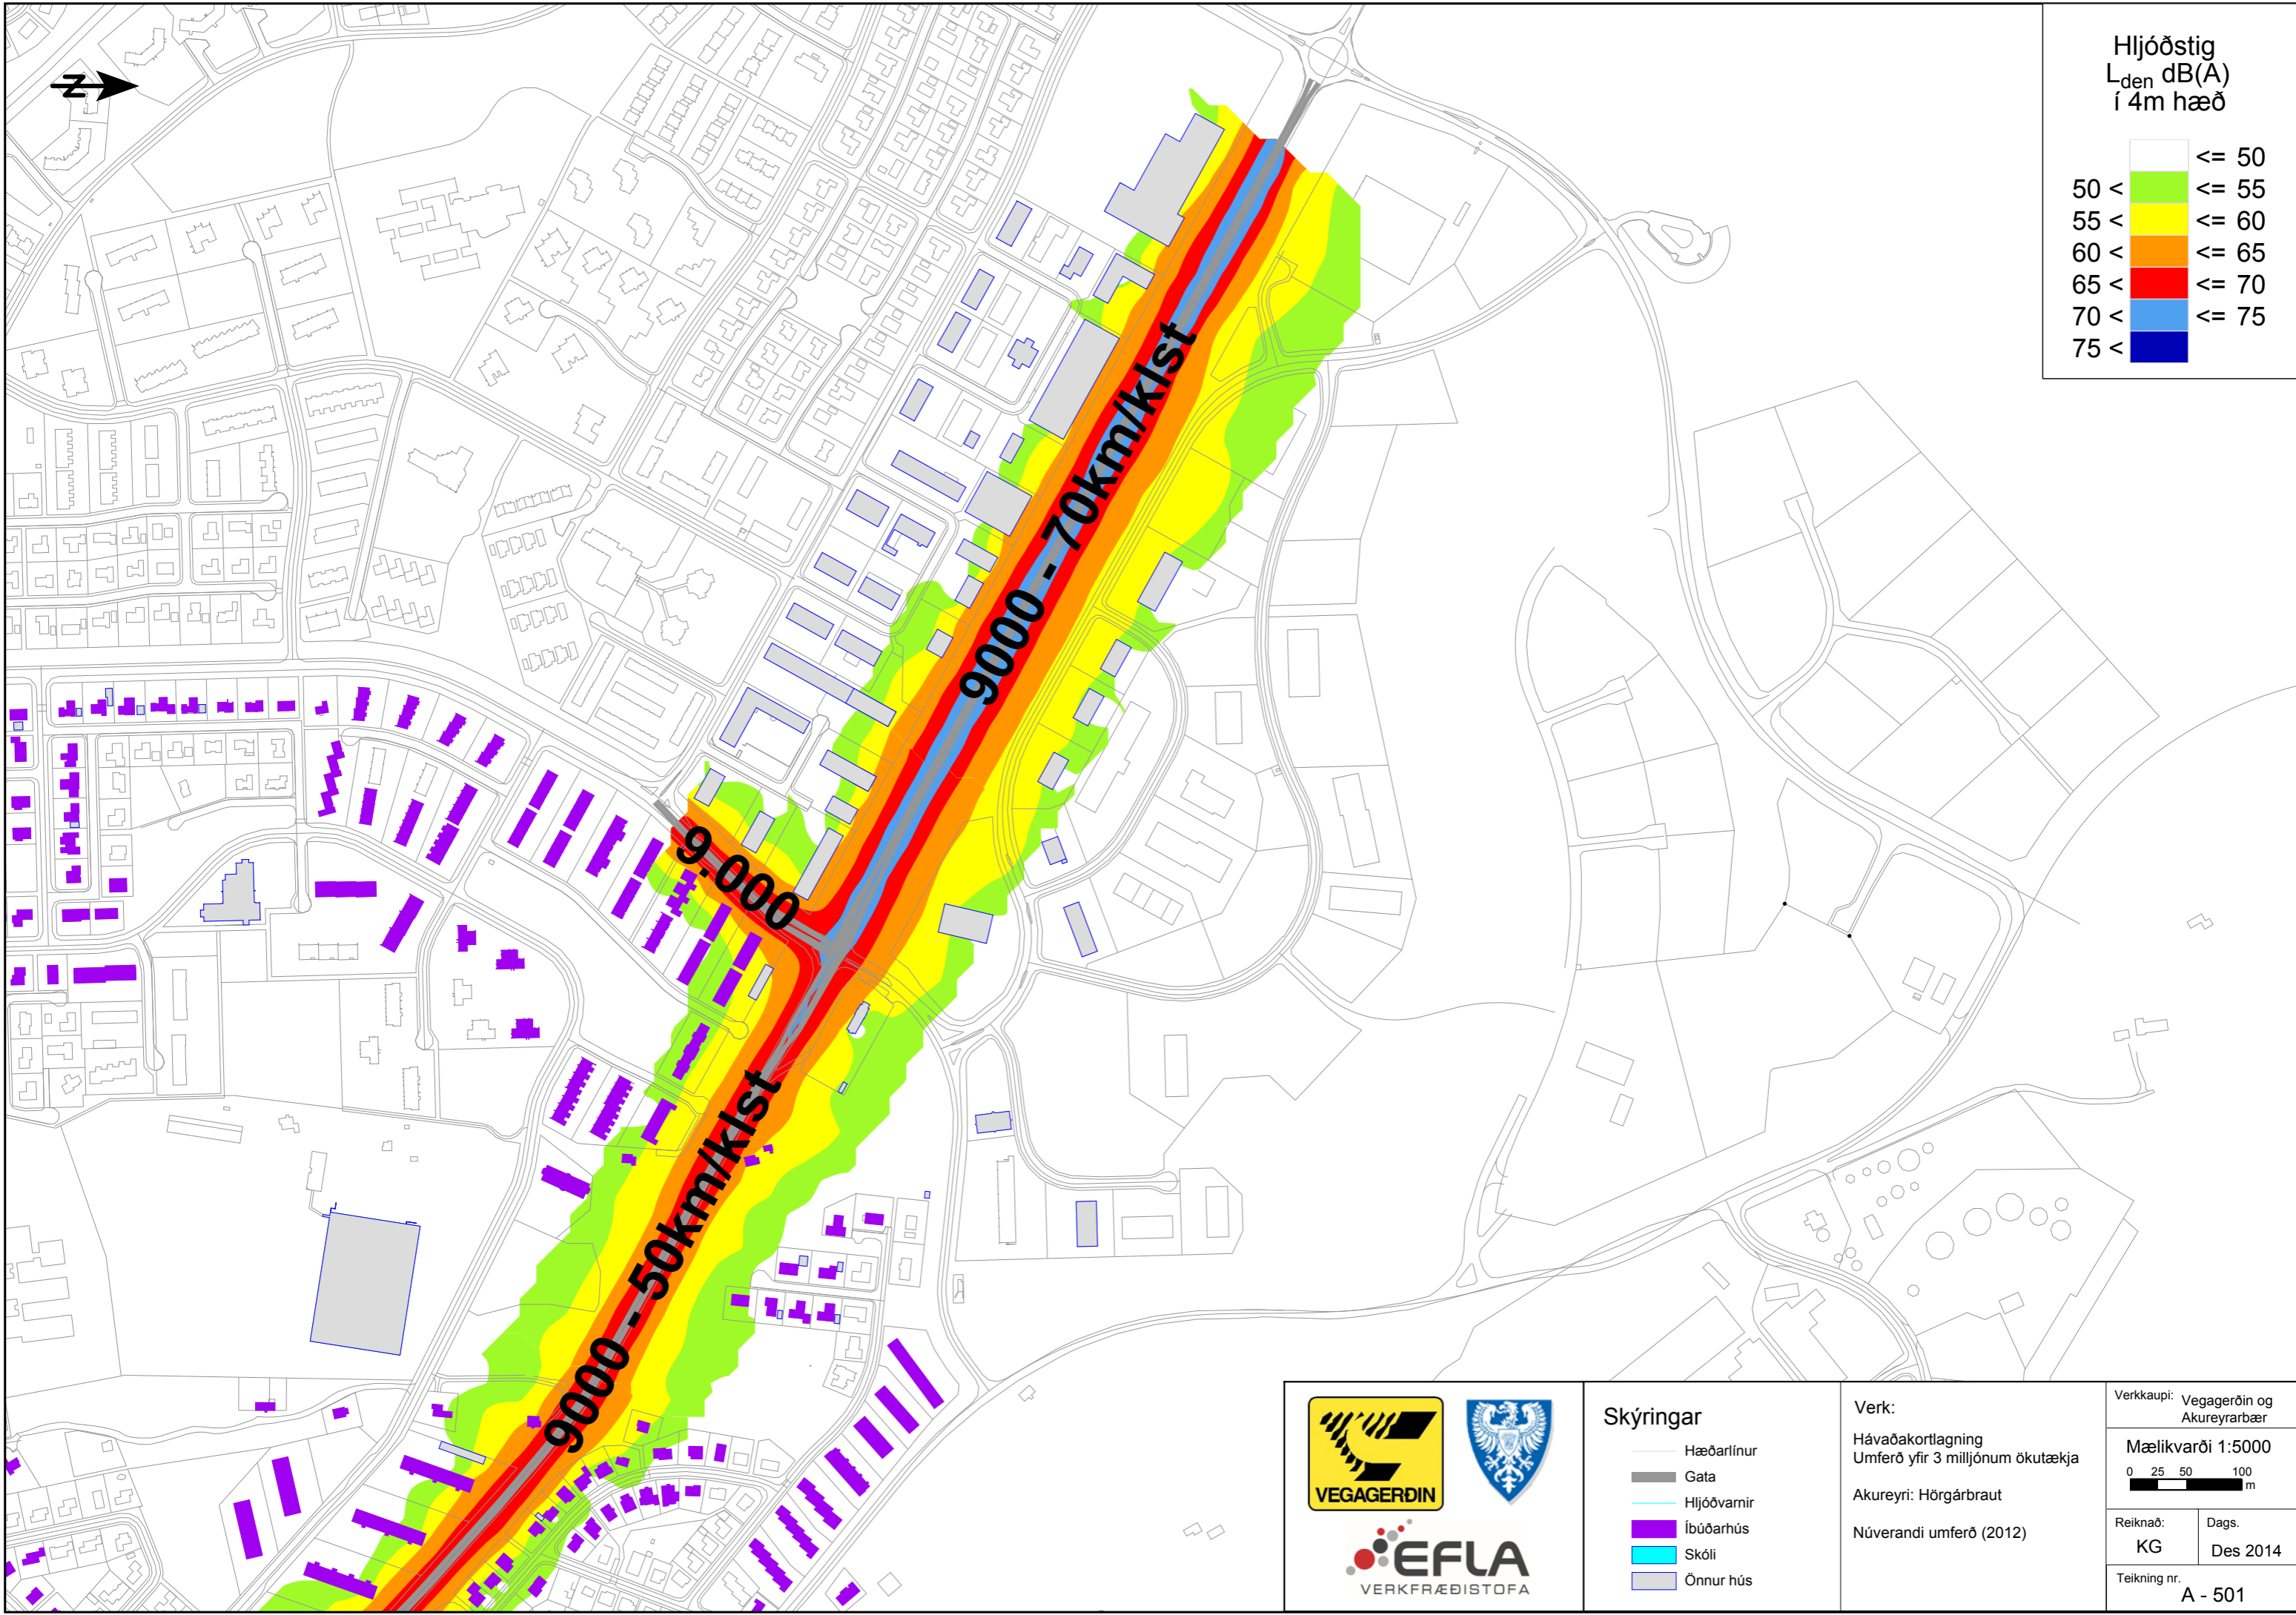 N
Hljóðstig
Lden dB(A)
í 4m hæð
<= 50
50 < <= 55
55 < <= 60
60 < <= 65
65 < <= 70
70 < <= 75
75 <
9000 - 70km/klst
9.000
9000 - 50km/klst
VEGAGERÐIN
EFLA
VERKFRÆÐISTOFA
Skýringar
Hæðarlínur
Gata
Hljóðvarnir
Íbúðarhús
Skóli
Önnur hús
Verk:
Hávaðakortlagning
Umferð yfir 3 milljónum ökutækja
Akureyri: Hörgárbraut
Núverandi umferð (2012)
Verkkaupi: Vegagerðin og
Akureyrarbær
Mælikvarði 1:5000
0 25 50 100
m
Reiknað:
KG
Dags.
Des 2014
Teikning nr.
A - 501